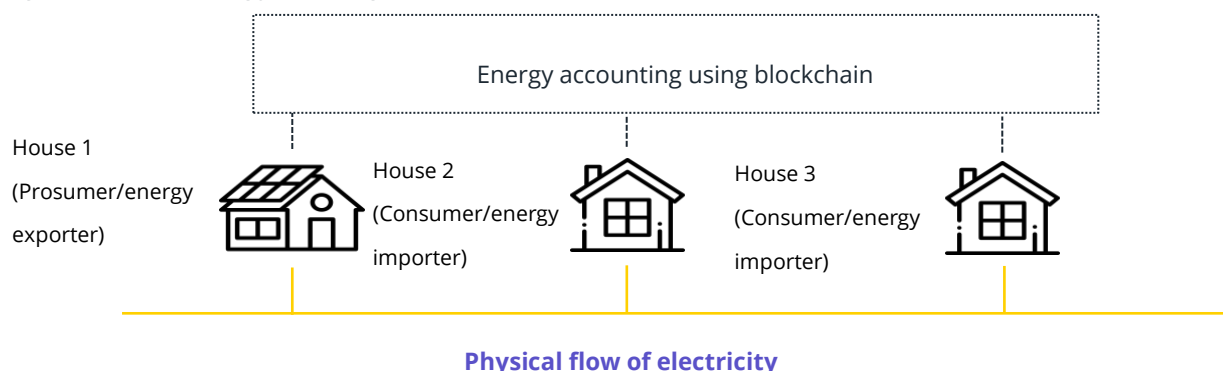 Energy accounting using blockchain
House 1
(Prosumer/energy
exporter)
House 2
(Consumer/energy
importer)
House 3
(Consumer/energy
importer)
Physical flow of electricity